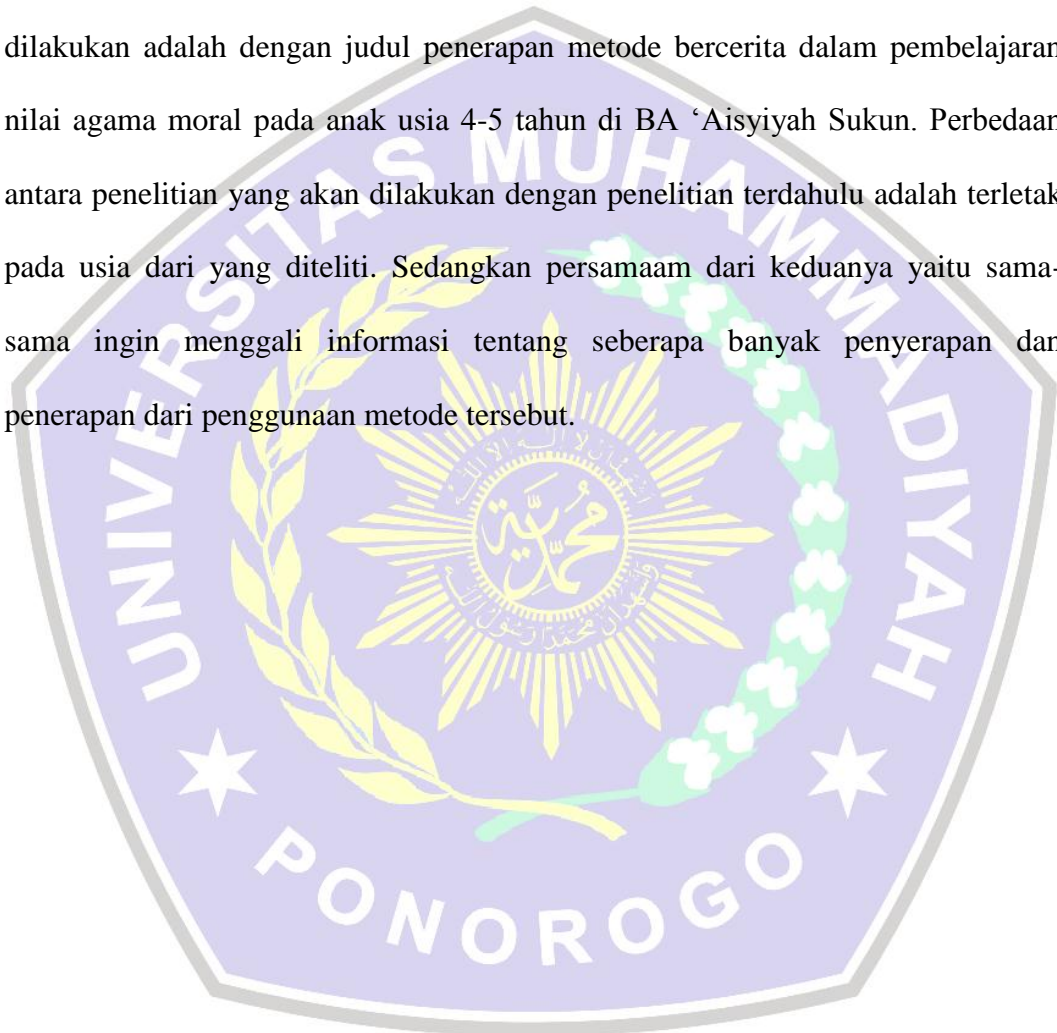 dilakukan adalah dengan judul penerapan metode bercerita dalam pembelajaran
nilai agama moral pada anak usia 4-5 tahun di BA ‘Aisyiyah Sukun. Perbedaan
antara penelitian yang akan dilakukan dengan penelitian terdahulu adalah terletak
pada usia dari yang diteliti. Sedangkan persamaam dari keduanya yaitu sama-
sama ingin menggali informasi tentang seberapa banyak penyerapan dan
penerapan dari penggunaan metode tersebut.
UNIVERSITAS MUHAMMADIYAH
PONOROGO